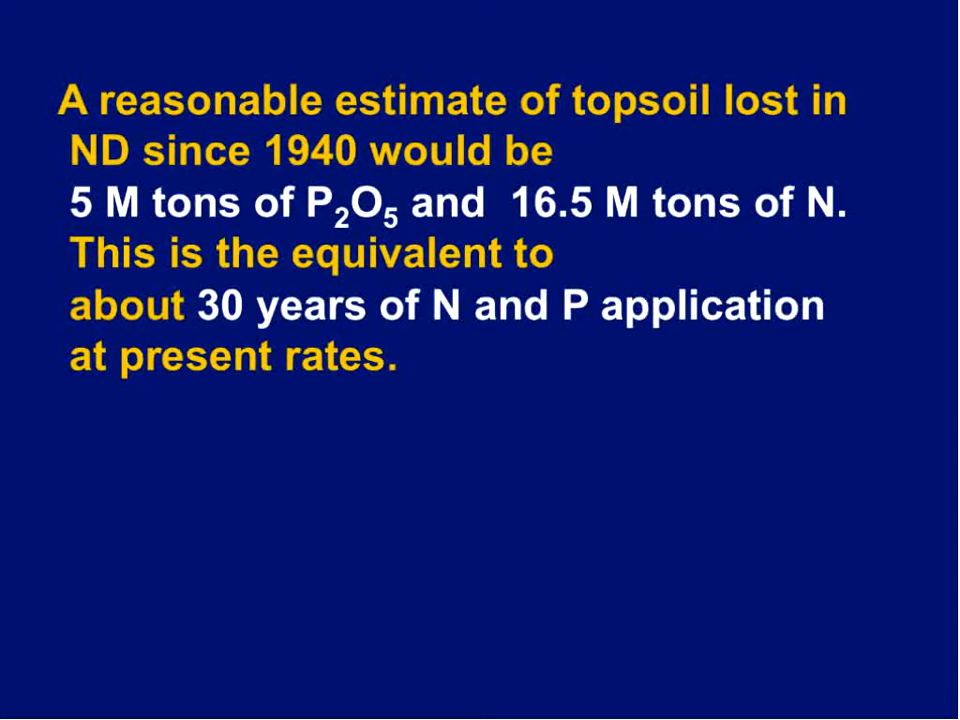 A reasonable estimate of topsoil lost in
ND since 1940 would be
5 M tons of P₂O₅ and 16.5 M tons of N.
This is the equivalent to
about 30 years of N and P application
at present rates.